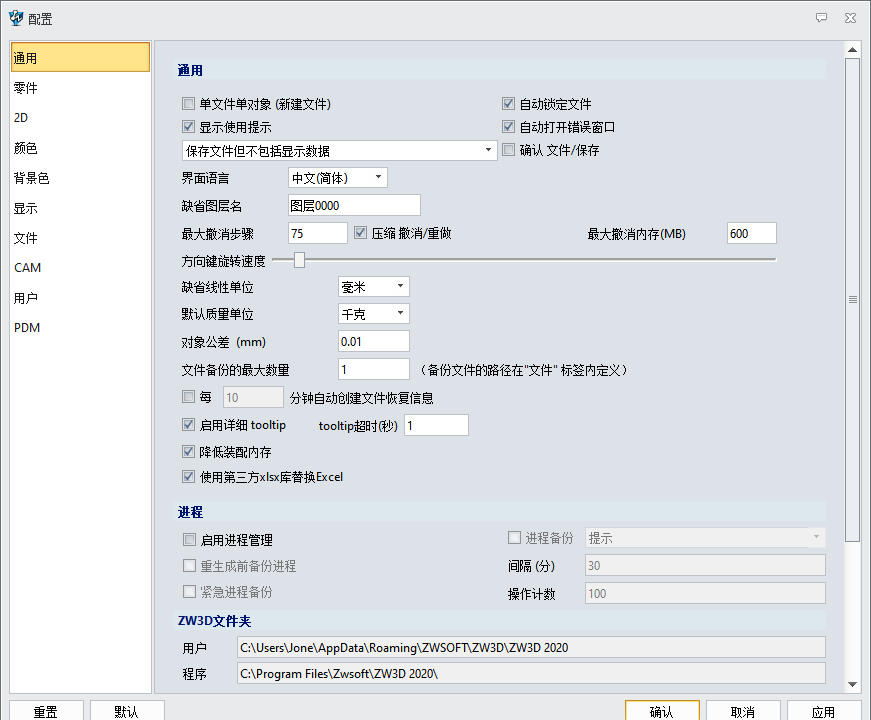 配置
通用
零件
2D
颜色
背景色
显示
文件
CAM
用户
PDM
通用
单文件单对象 (新建文件)
自动锁定文件
显示使用提示
自动打开错误窗口
保存文件但不包括显示数据
确认 文件/保存
界面语言 中文(简体)
缺省图层名 图层0000
最大撤消步骤 75 压缩 撤消/重做 最大撤消内存(MB) 600
方向键旋转速度
缺省线性单位 毫米
默认质量单位 千克
对象公差 (mm) 0.01
文件备份的最大数量 1 （备份文件的路径在"文件" 标签内定义）
每 10 分钟自动创建文件恢复信息
启用详细 tooltip tooltip超时(秒) 1
降低装配内存
使用第三方xlsx库替换Excel
进程
启用进程管理 进程备份 提示
重生成前备份进程 间隔 (分) 30
紧急进程备份 操作计数 100
ZW3D文件夹
用户 C:\Users\Jone\AppData\Roaming\ZWSOFT\ZW3D\ZW3D 2020
程序 C:\Program Files\Zwsoft\ZW3D 2020\
重置 默认 确认 取消 应用